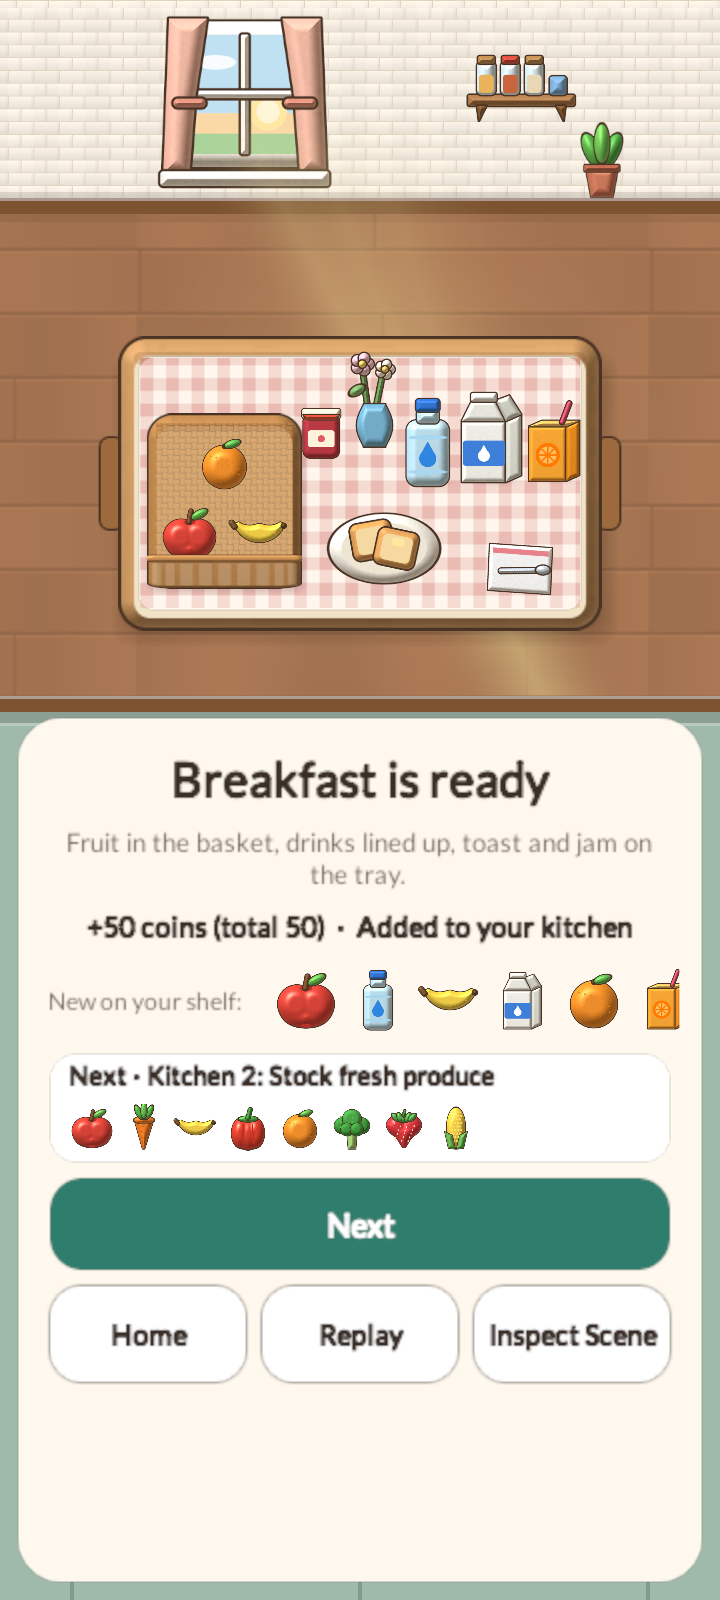 Breakfast is ready
Fruit in the basket, drinks lined up, toast and jam on
the tray.
+50 coins (total 50) · Added to your kitchen
New on your shelf:
Next · Kitchen 2: Stock fresh produce
Next
Home
Replay
Inspect Scene